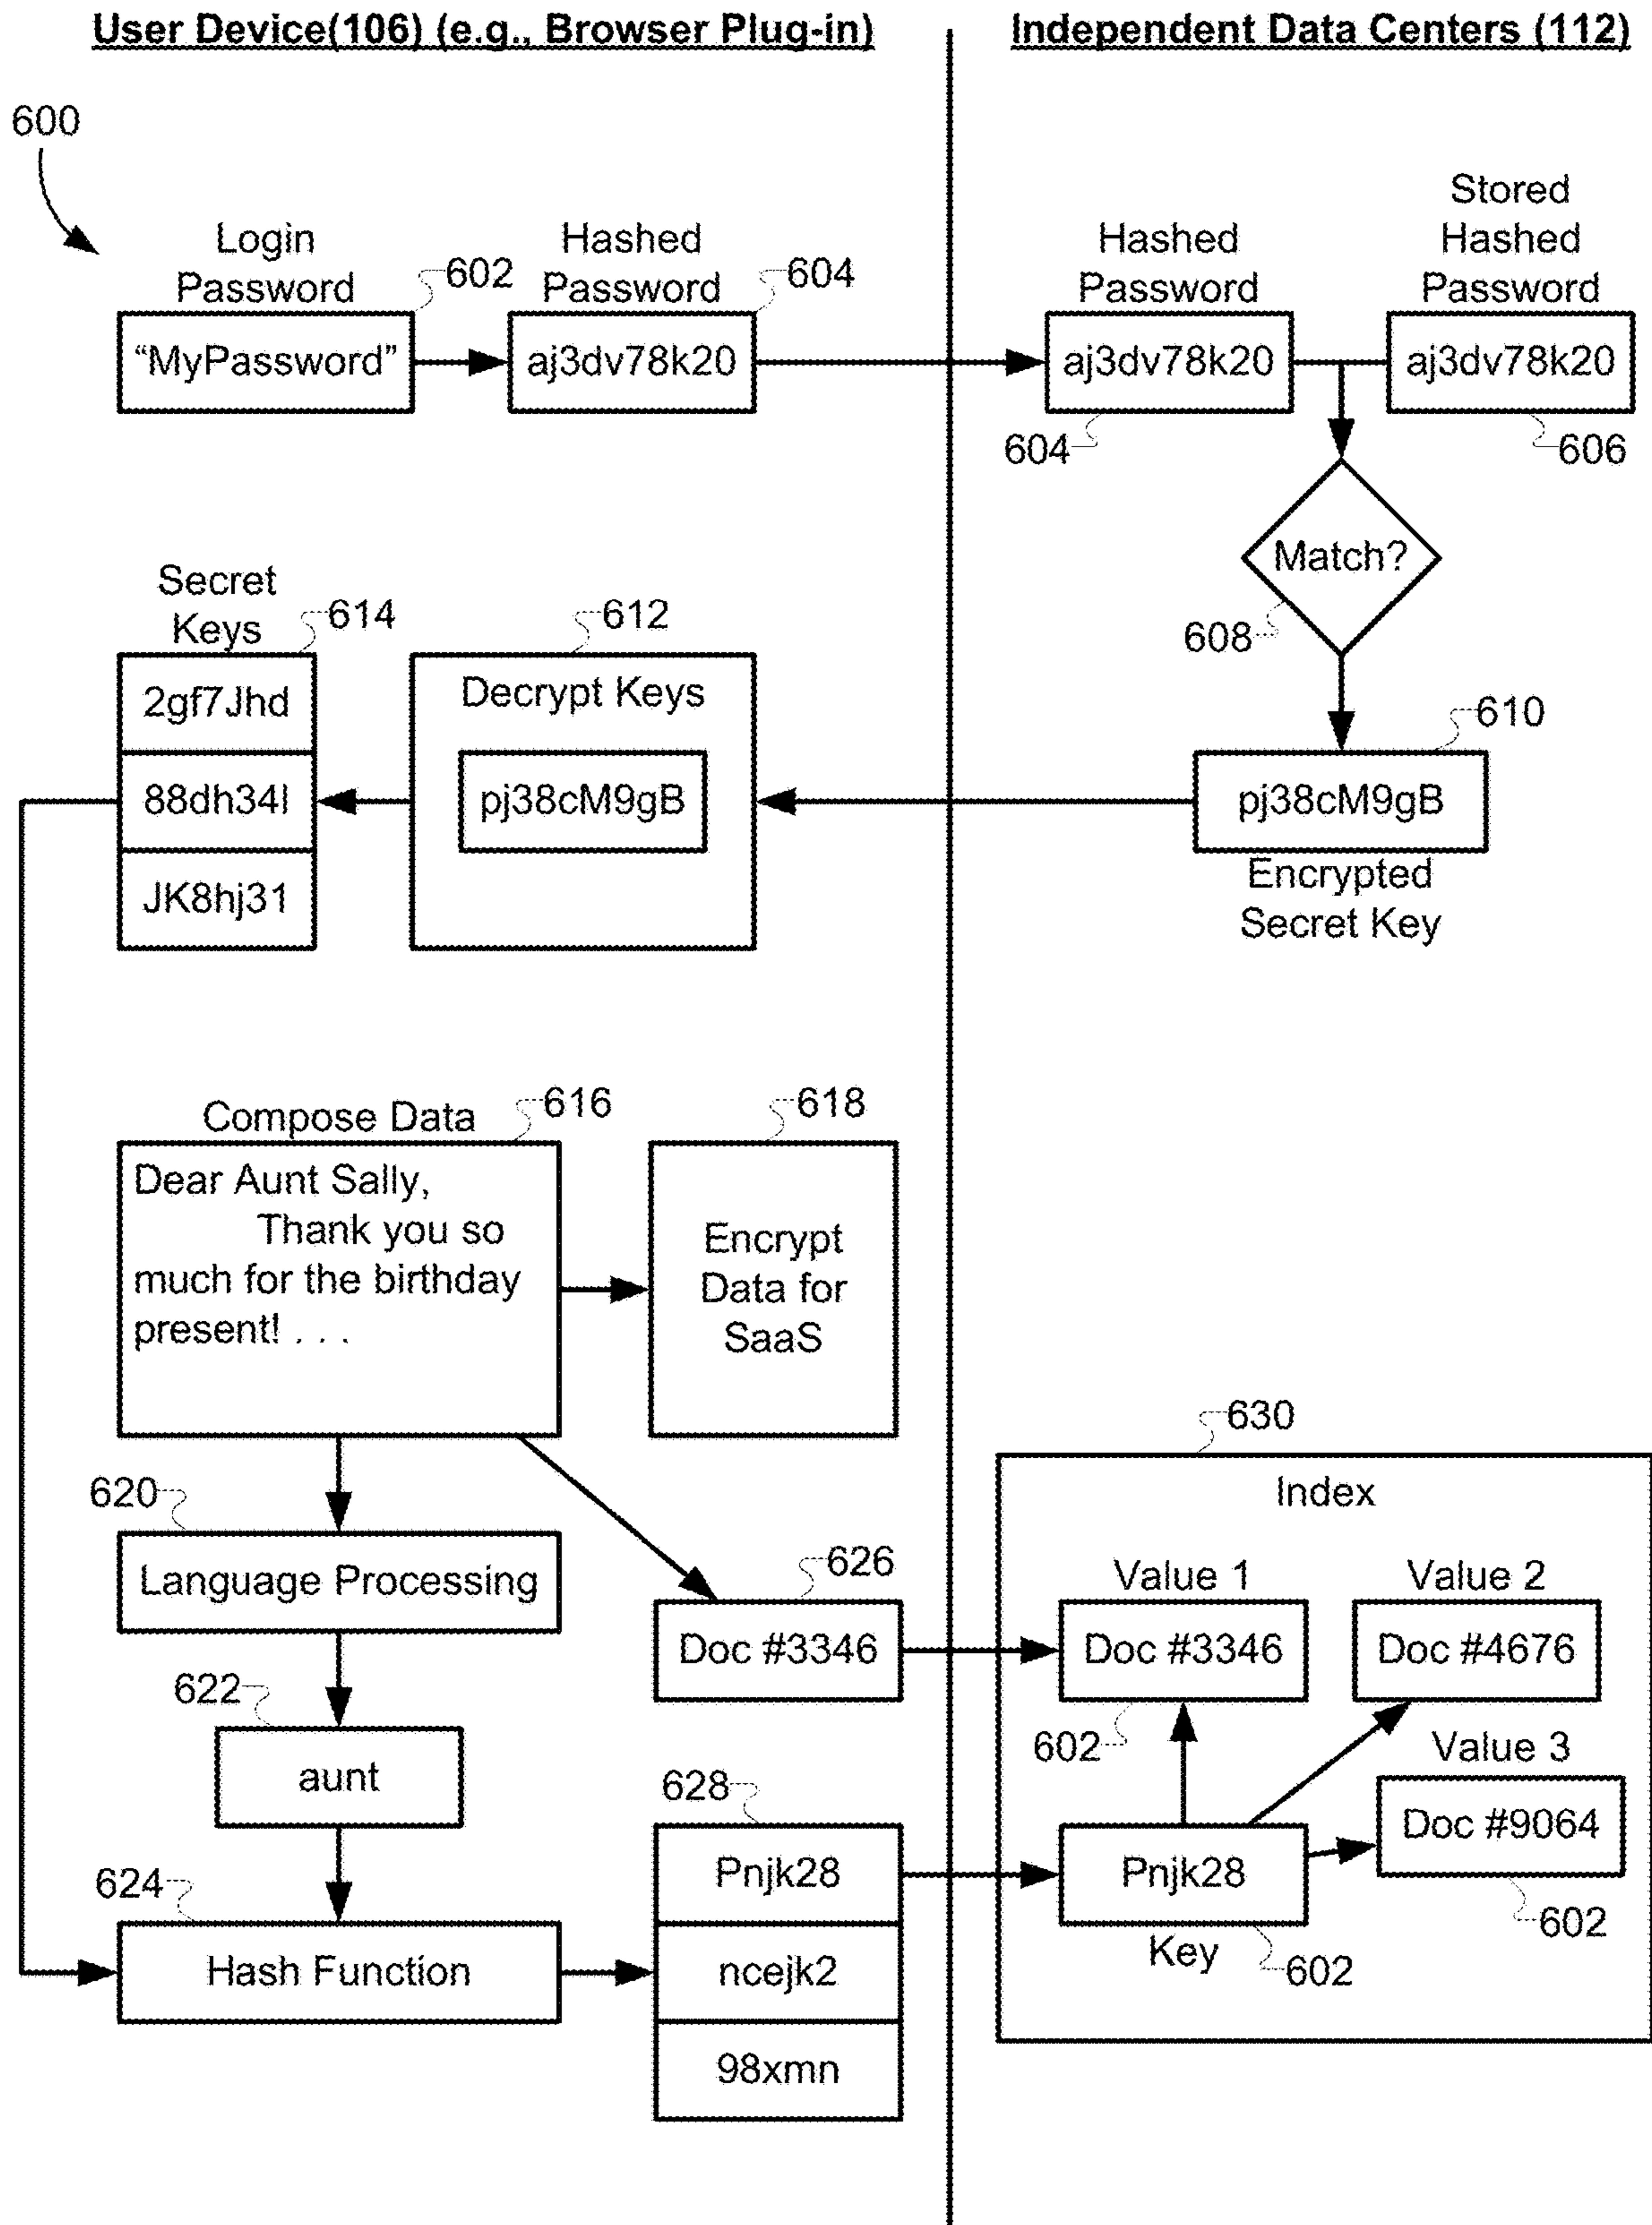 User Device(106) (e.g., Browser Plug-in)
Independent Data Centers (112)
600
Login
Password
602
Hashed
Password
604
Hashed
Password
Stored
Hashed
Password
“MyPassword”
aj3dv78k20
aj3dv78k20
aj3dv78k20
604
606
Match?
608
Secret
Keys
614
612
610
2gf7Jhd
88dh34l
JK8hj31
Decrypt Keys
pj38cM9gB
pj38cM9gB
Encrypted
Secret Key
Compose Data
616
618
Dear Aunt Sally,
Thank you so
much for the birthday
present! . . .
Encrypt
Data for
SaaS
620
Language Processing
622
aunt
624
Hash Function
626
Doc #3346
628
Pnjk28
ncejk2
98xmn
630
Index
Value 1
Doc #3346
602
Value 2
Doc #4676
Value 3
Doc #9064
602
Pnjk28
Key
602